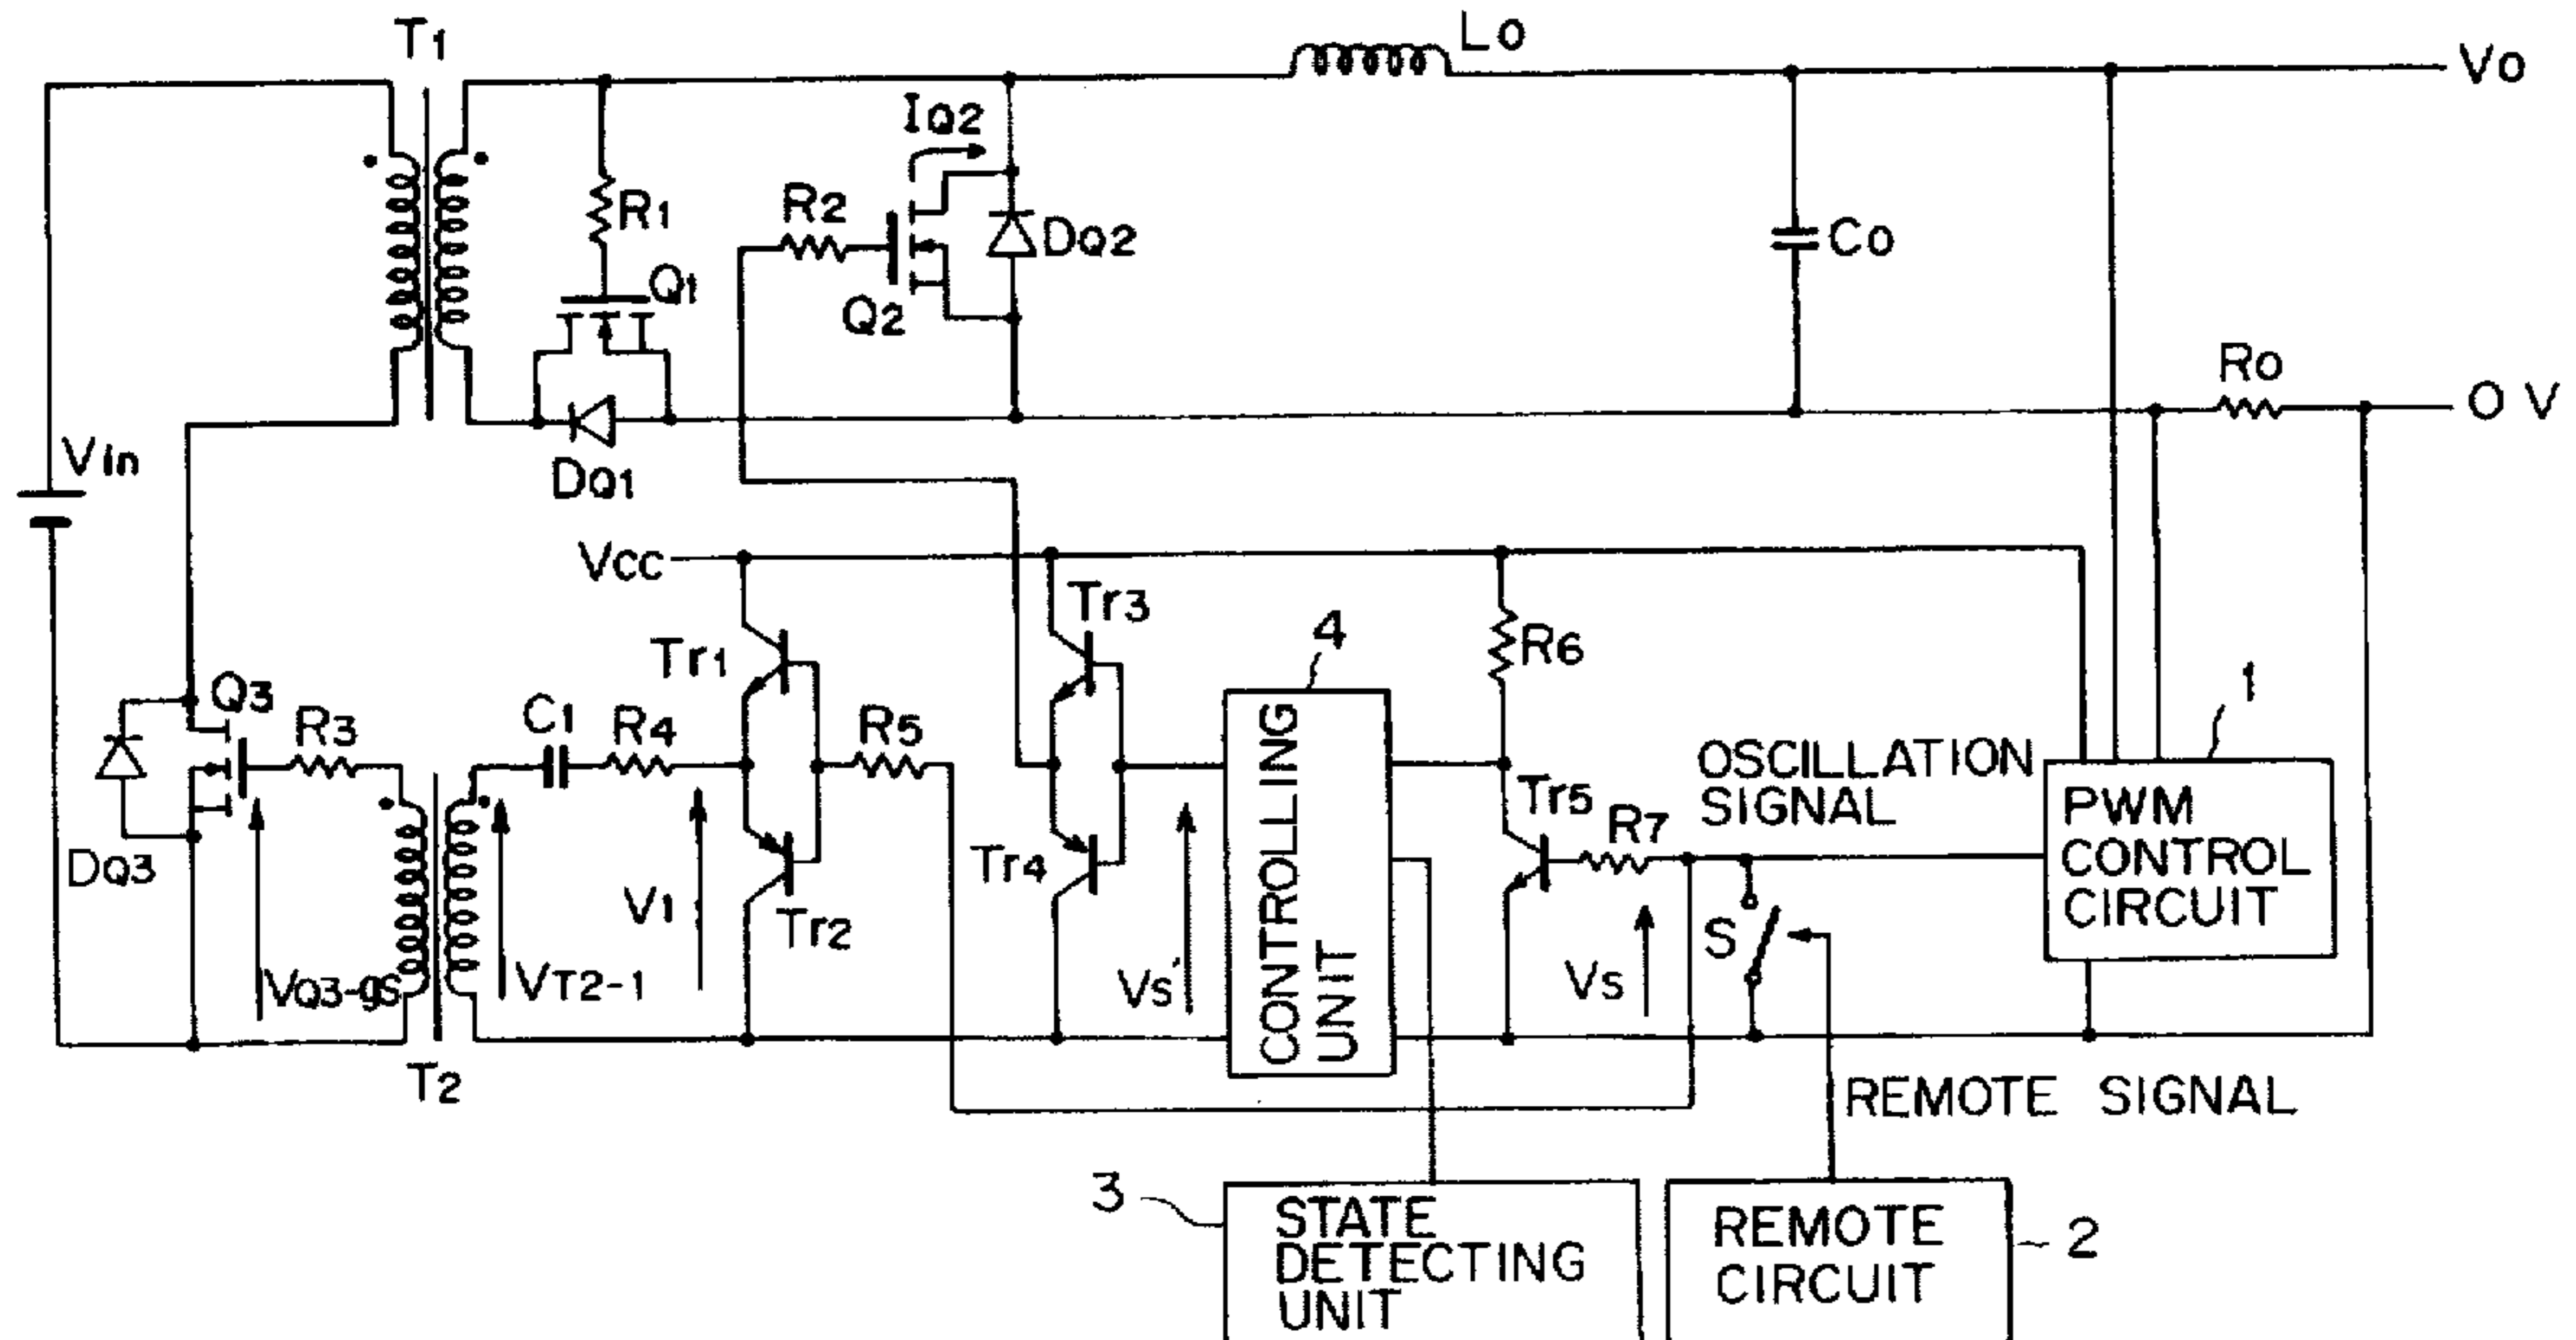 T1
Lo
Vo
IQ2
R1
R2
DQ2
Co
Q1
Q2
Ro
0 V
Vin
DQ1
Vcc
Tr3
4
Tr1
R6
1
Q3
R3
C1
R4
R5
OSCILLATION
SIGNAL
Tr5
R7
PWM
CONTROL
CIRCUIT
CONTROLLING
UNIT
DQ3
V1
Tr2
Tr4
S
VQ3-gs
VT2-1
Vs'
Vs
T2
REMOTE SIGNAL
3
STATE
DETECTING
UNIT
REMOTE
CIRCUIT
2